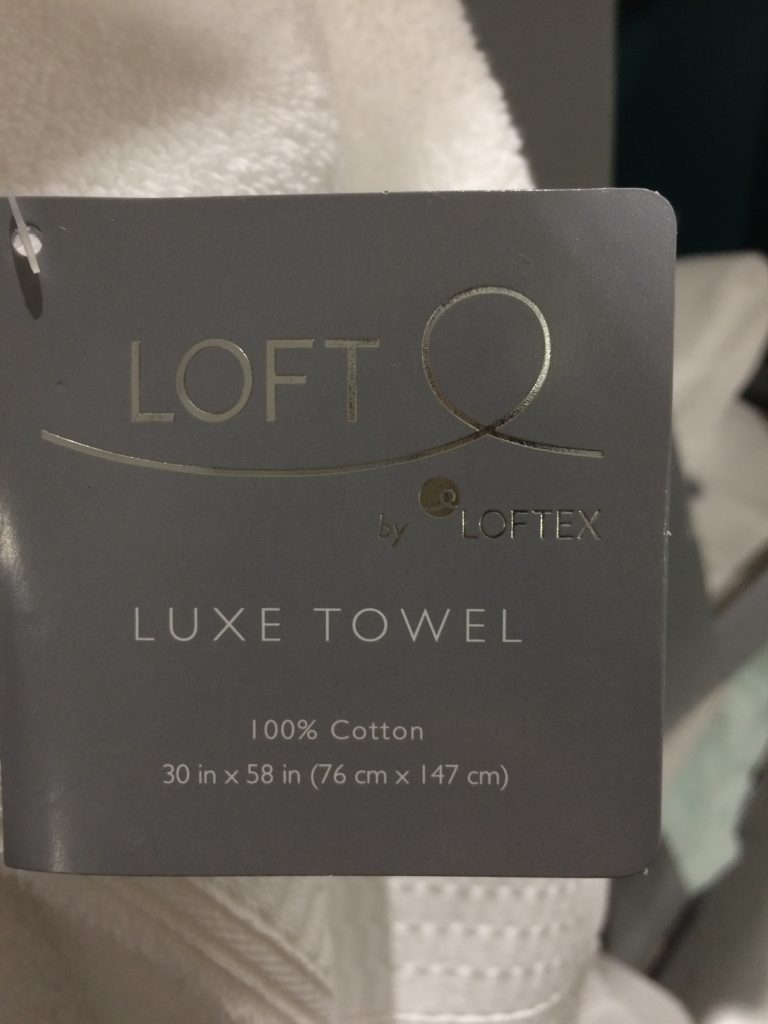 LOFT
by LOFTEX
LUXE TOWEL
100% Cotton
30 in x 58 in (76 cm x 147 cm)